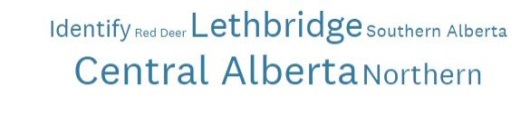 Identify Red Deer Lethbridge Southern Alberta
Central Alberta Northern